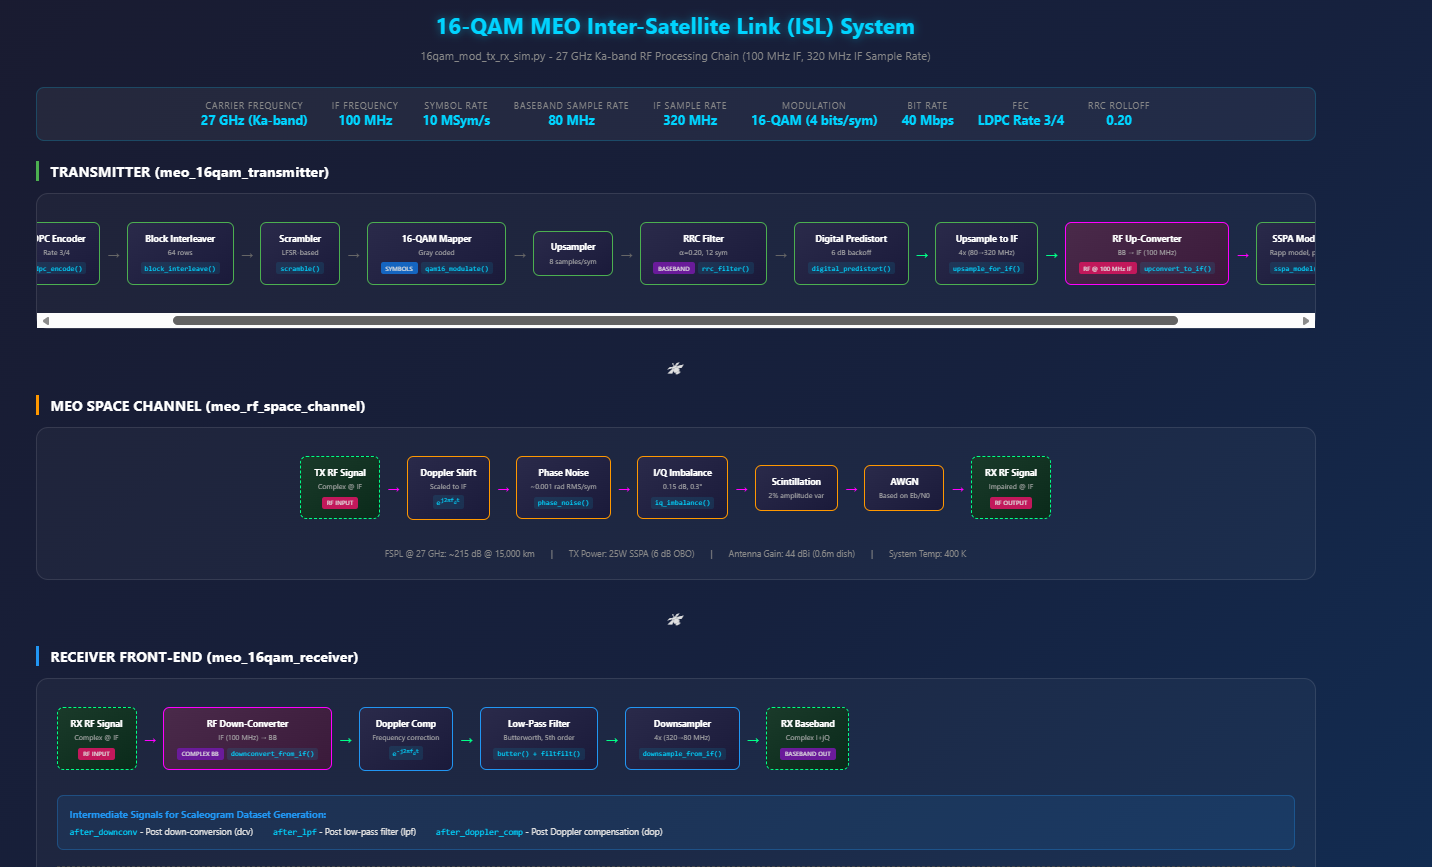 16-QAM MEO Inter-Satellite Link (ISL) System
16qam_mod_tx_rx_sim.py - 27 GHz Ka-band RF Processing Chain (100 MHz IF, 320 MHz IF Sample Rate)
CARRIER FREQUENCY IF FREQUENCY SYMBOL RATE BASEBAND SAMPLE RATE IF SAMPLE RATE MODULATION BIT RATE FEC RRC ROLLOFF
27 GHz (Ka-band) 100 MHz 10 MSym/s 80 MHz 320 MHz 16-QAM (4 bits/sym) 40 Mbps LDPC Rate 3/4 0.20
TRANSMITTER (meo_16qam_transmitter)
PC Encoder
Rate 3/4
pc_encode()
→
Block Interleaver
64 rows
block_interleave()
→
Scrambler
LFSR-based
scramble()
→
16-QAM Mapper
Gray coded
SYMBOLS qam16_modulate()
→
Upsampler
8 samples/sym
→
RRC Filter
α=0.20, 12 sym
BASEBAND rrc_filter()
→
Digital Predistort
6 dB backoff
digital_predistort()
→
Upsample to IF
4x (80→320 MHz)
upsample_for_if()
→
RF Up-Converter
BB → IF (100 MHz)
RF @ 100 MHz IF upconvert_to_if()
→
SSPA Mod
Rapp model, p
sspa_model
MEO SPACE CHANNEL (meo_rf_space_channel)
TX RF Signal
Complex @ IF
RF INPUT
→
Doppler Shift
Scaled to IF
e^j2πf_d t
→
Phase Noise
~0.001 rad RMS/sym
phase_noise()
→
I/Q Imbalance
0.15 dB, 0.3°
iq_imbalance()
→
Scintillation
2% amplitude var
→
AWGN
Based on Eb/N0
→
RX RF Signal
Impaired @ IF
RF OUTPUT
FSPL @ 27 GHz: ~215 dB @ 15,000 km | TX Power: 25W SSPA (6 dB OBO) | Antenna Gain: 44 dBi (0.6m dish) | System Temp: 400 K
RECEIVER FRONT-END (meo_16qam_receiver)
RX RF Signal
Complex @ IF
RF INPUT
→
RF Down-Converter
IF (100 MHz) → BB
COMPLEX BB downconvert_from_if()
→
Doppler Comp
Frequency correction
e^-j2πf_d t
→
Low-Pass Filter
Butterworth, 5th order
butter() + filtfilt()
→
Downsampler
4x (320→80 MHz)
downsample_from_if()
→
RX Baseband
Complex I+jQ
BASEBAND OUT
Intermediate Signals for Scaleogram Dataset Generation:
after_downconv - Post down-conversion (dcv) after_lpf - Post low-pass filter (lpf) after_doppler_comp - Post Doppler compensation (dop)